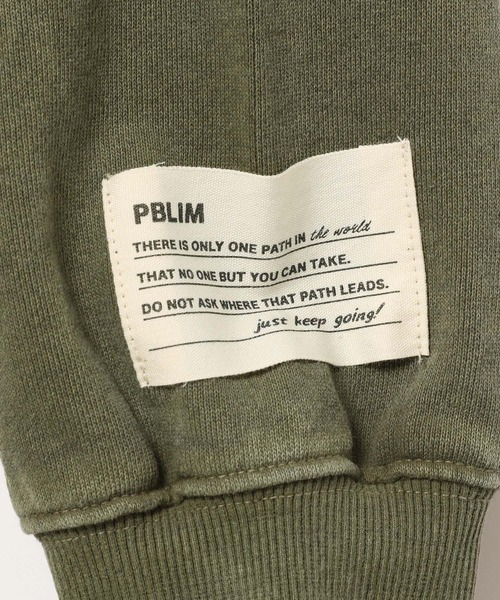 PBLIM
THERE IS ONLY ONE PATH IN the world
THAT NO ONE BUT YOU CAN TAKE.
DO NOT ASK WHERE THAT PATH LEADS.
just keep going!